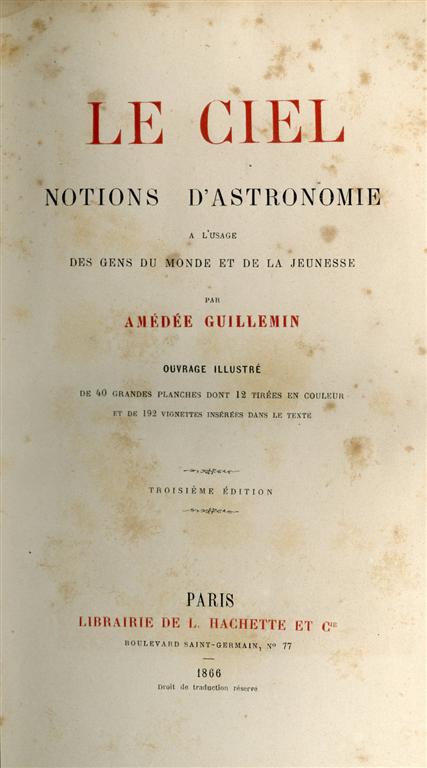 LE CIEL
NOTIONS D'ASTRONOMIE
A L'USAGE
DES GENS DU MONDE ET DE LA JEUNESSE
PAR
AMÉDÉE GUILLEMIN
OUVRAGE ILLUSTRÉ
DE 40 GRANDES PLANCHES DONT 12 TIRÉES EN COULEUR
ET DE 192 VIGNETTES INSÉRÉES DANS LE TEXTE
TROISIÈME ÉDITION
PARIS
LIBRAIRIE DE L. HACHETTE ET Cie
BOULEVARD SAINT-GERMAIN, No 77
1866
Droit de traduction réservé